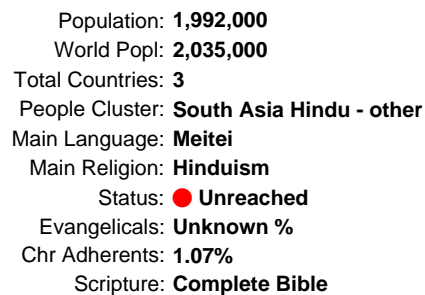 Population: 1,992,000
World Popl: 2,035,000
Total Countries: 3
People Cluster: South Asia Hindu - other
Main Language: Meitei
Main Religion: Hinduism
Status: Unreached
Evangelicals: Unknown %
Chr Adherents: 1.07%
Scripture: Complete Bible